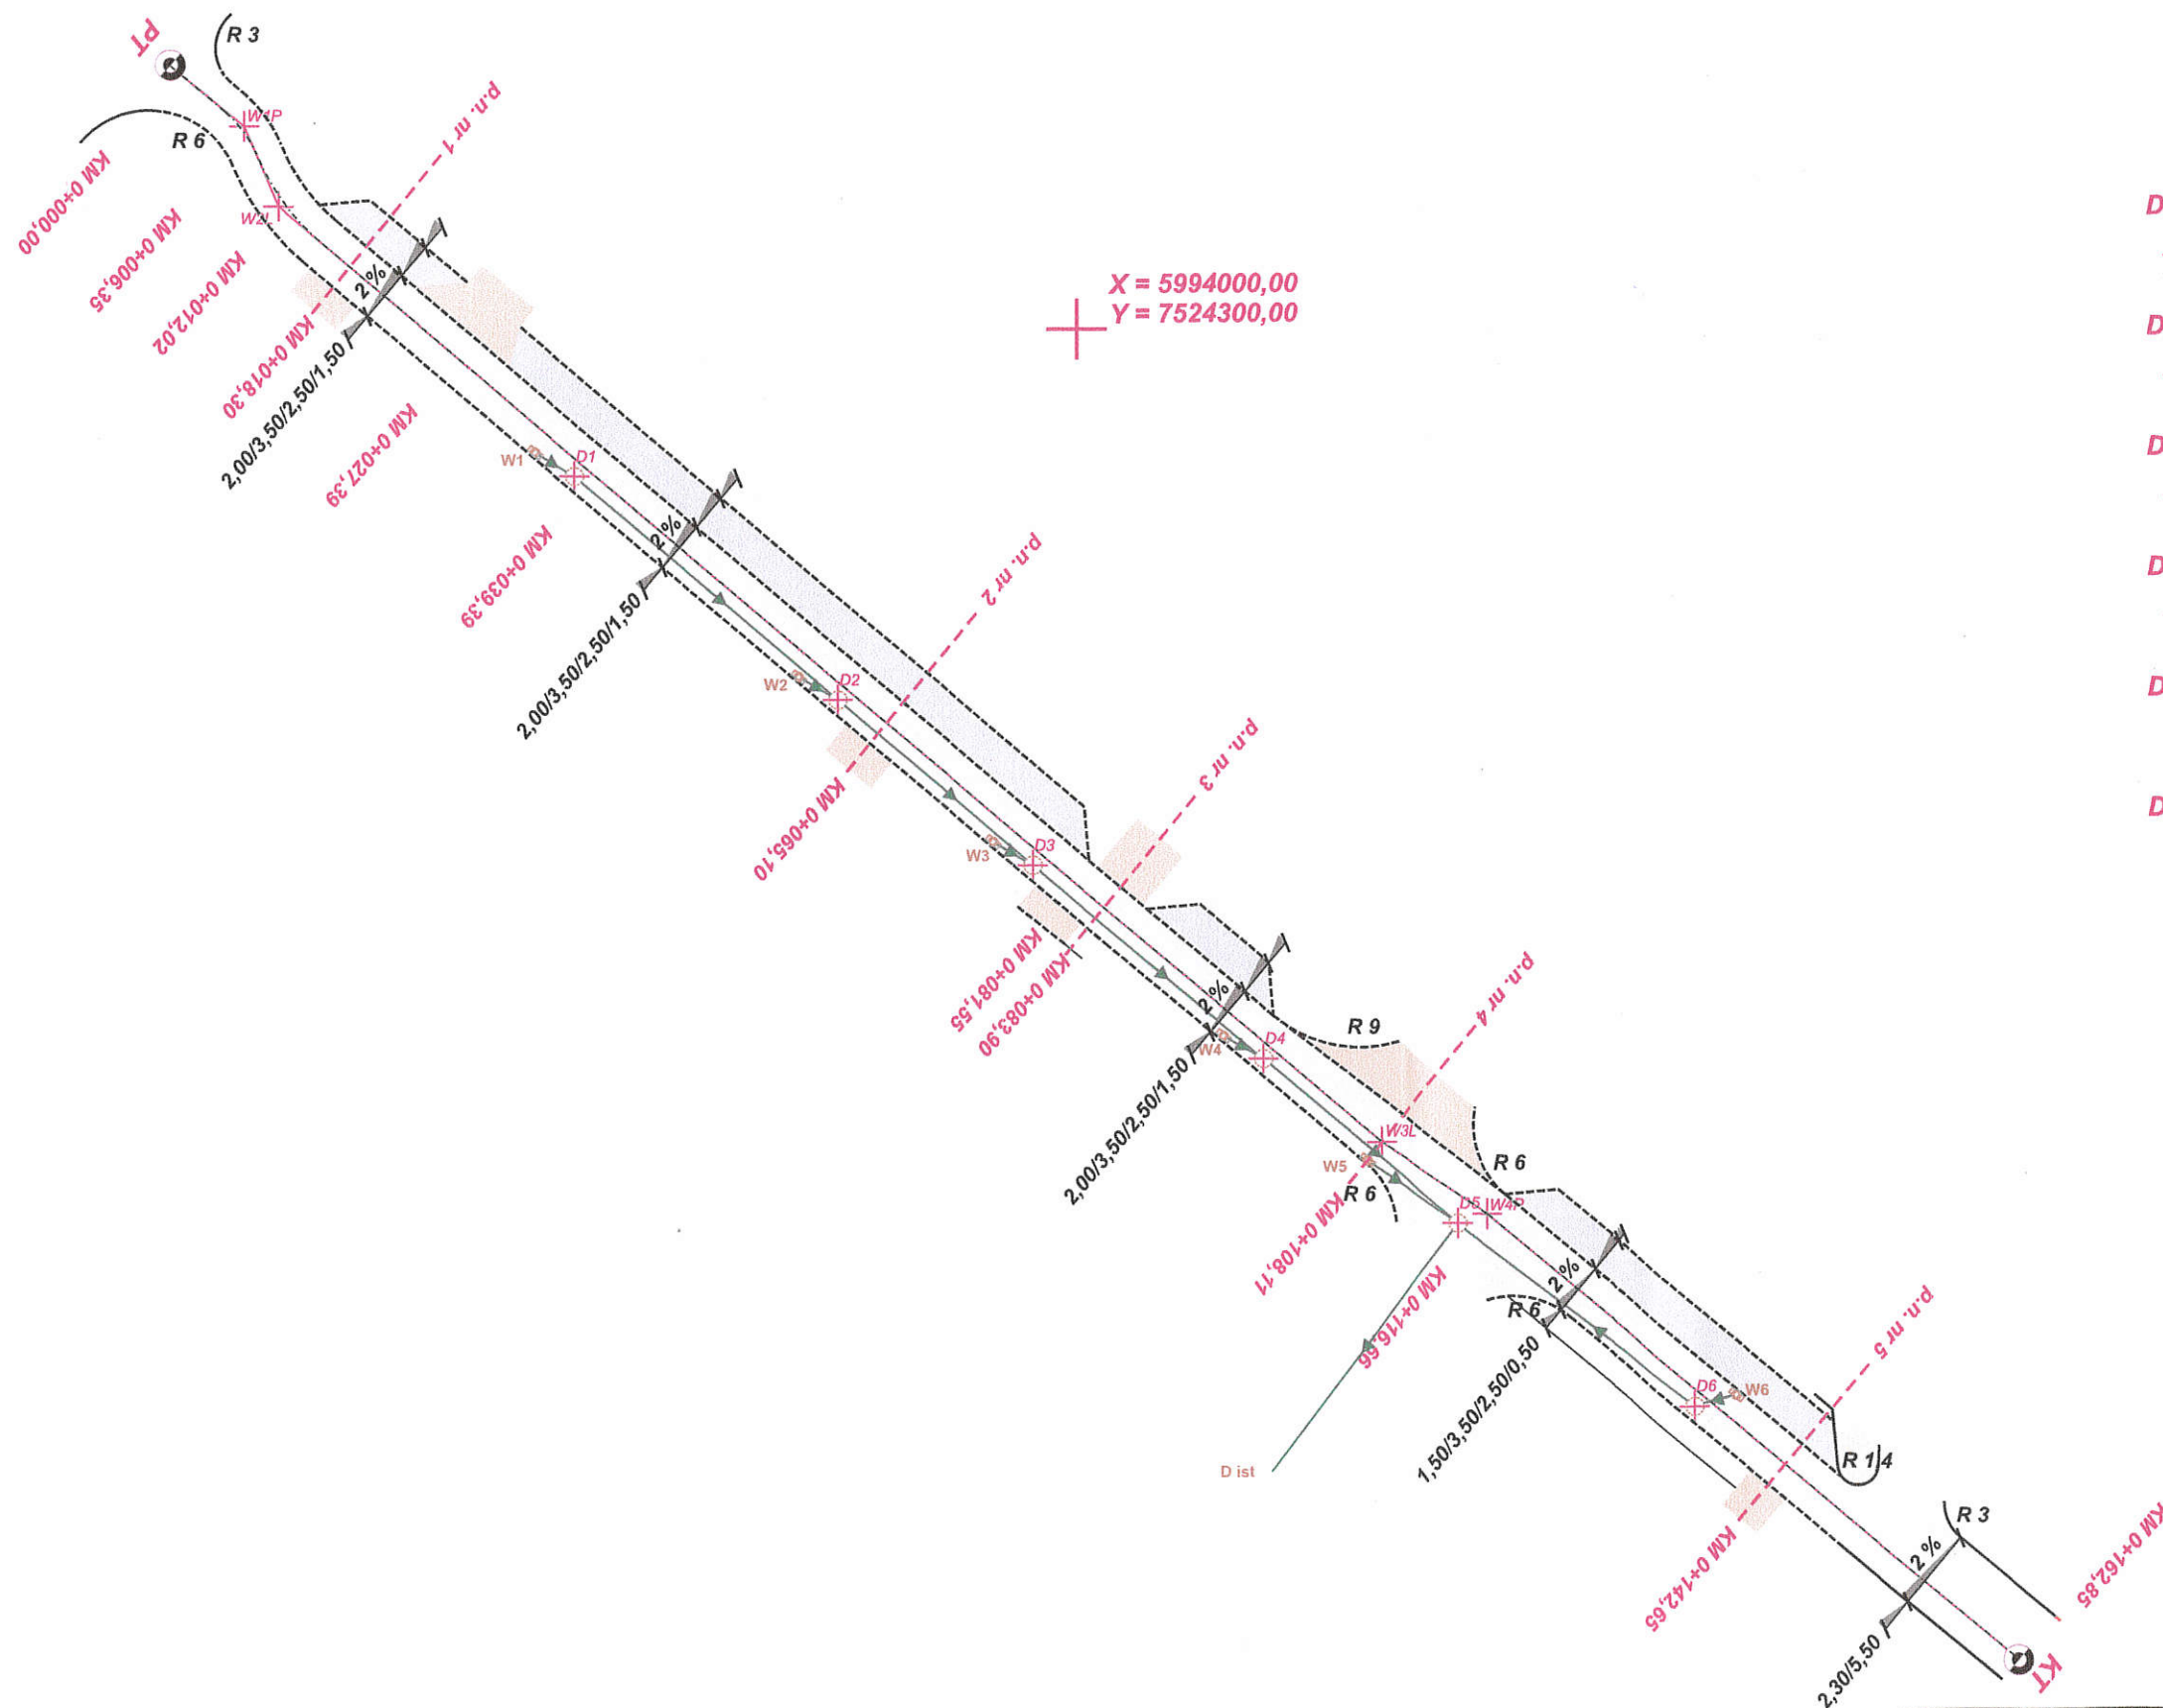 PT
R 3
W1P
R 6
W2L
p.n. nr 1
KM 0+000,00
KM 0+006,35
KM 0+012,02
KM 0+018,30
2 %
2,00/3,50/2,50/1,50
KM 0+027,39
X = 5994000,00
Y = 7524300,00
D
D
D
D
D
D
W1
D1
KM 0+039,39
2 %
2,00/3,50/2,50/1,50
p.n. nr 2
W2
D2
KM 0+065,10
p.n. nr 3
W3
D3
KM 0+081,55
KM 0+083,90
2 %
2,00/3,50/2,50/1,50
W4
D4
R 9
p.n. nr 4
W3L
W5
R 6
R 6
KM 0+108,11
D5
W4P
KM 0+116,66
R 6
2 %
1,50/3,50/2,50/0,50
p.n. nr 5
D6
W6
D ist
R 1,4
KM 0+142,65
R 3
2 %
2,30/5,50
KM 0+162,85
KT